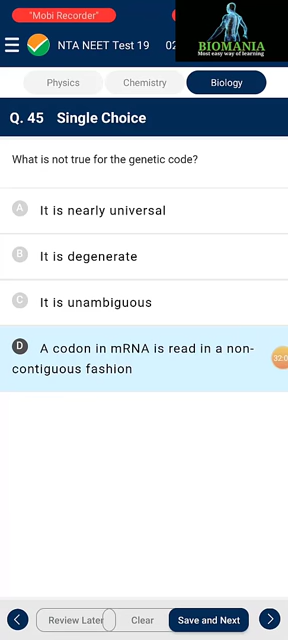 "Mobi Recorder"
NTA NEET Test 19 02
BIOMANIA
Most easy way of learning
Physics Chemistry Biology
Q. 45 Single Choice
What is not true for the genetic code?
A It is nearly universal
B It is degenerate
C It is unambiguous
D A codon in mRNA is read in a non-
contiguous fashion
32:0
Review Later Clear Save and Next